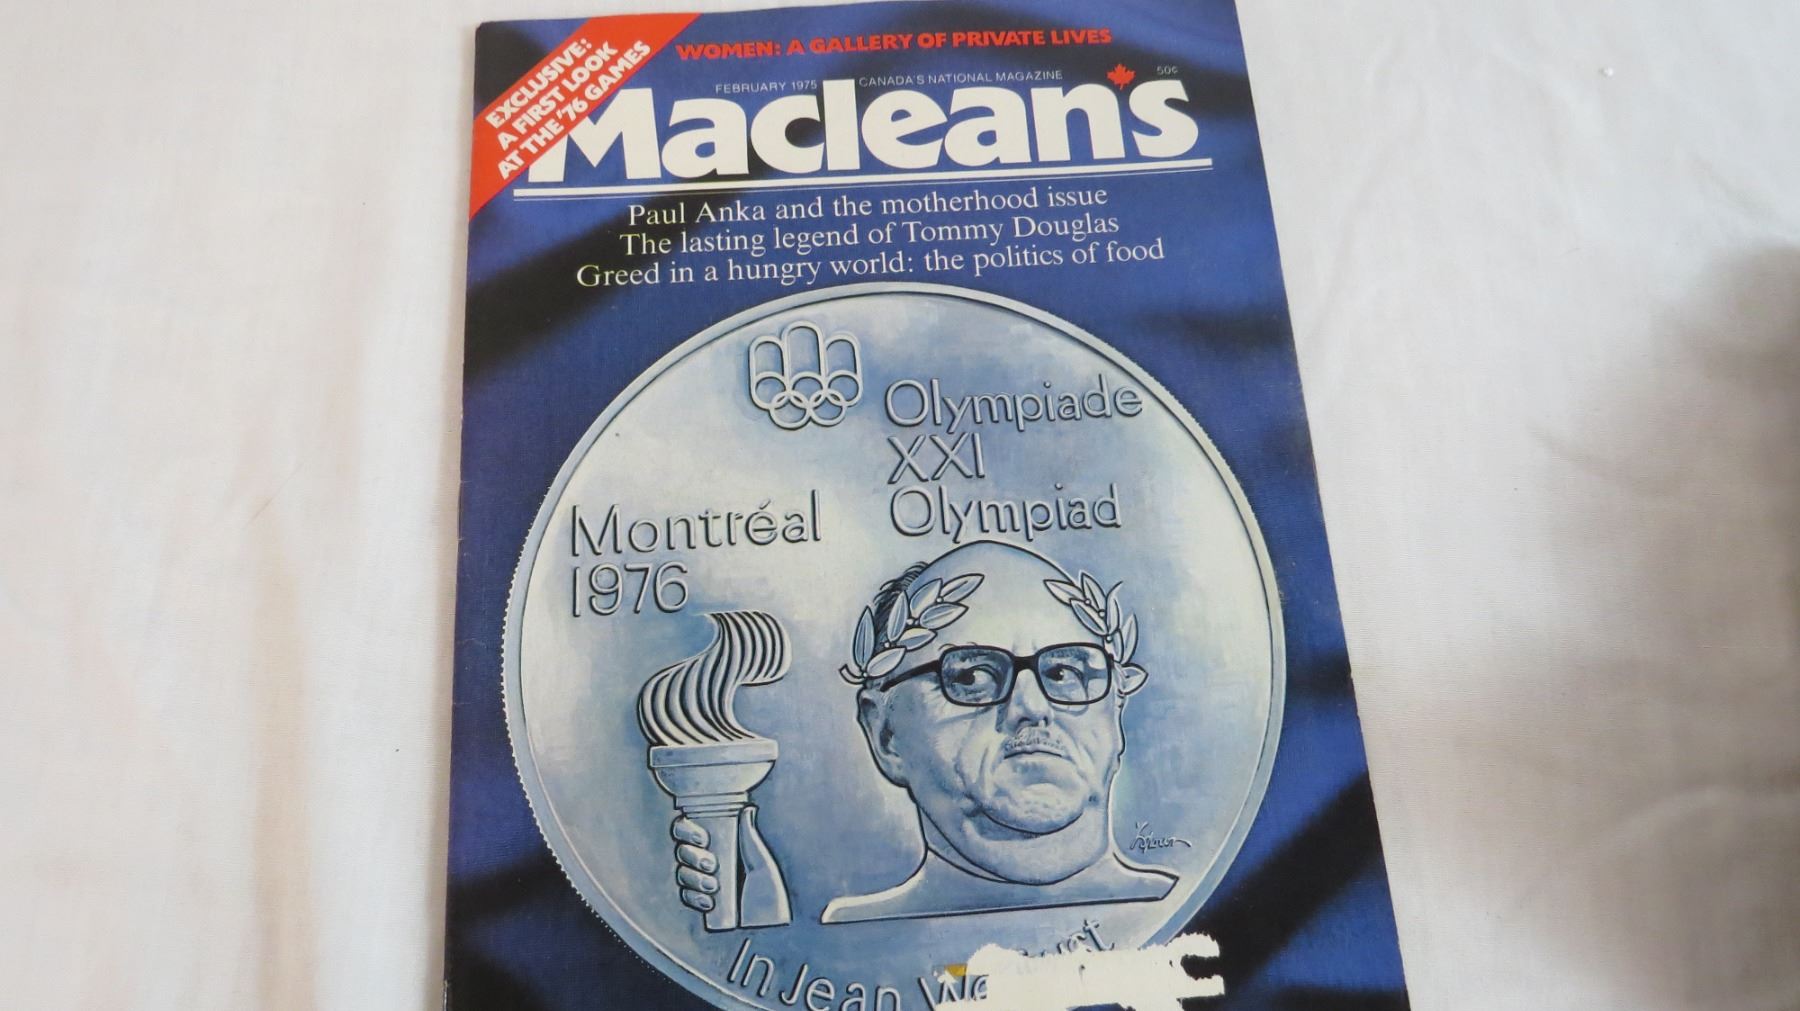 EXCLUSIVE:
A FIRST LOOK
AT THE '76 GAMES
WOMEN: A GALLERY OF PRIVATE LIVES
FEBRUARY 1975
CANADA'S NATIONAL MAGAZINE
50¢
Maclean's
Paul Anka and the motherhood issue
The lasting legend of Tommy Douglas
Greed in a hungry world: the politics of food
Olympiade
XXI
Olympiad
Montréal
1976
In Jean We